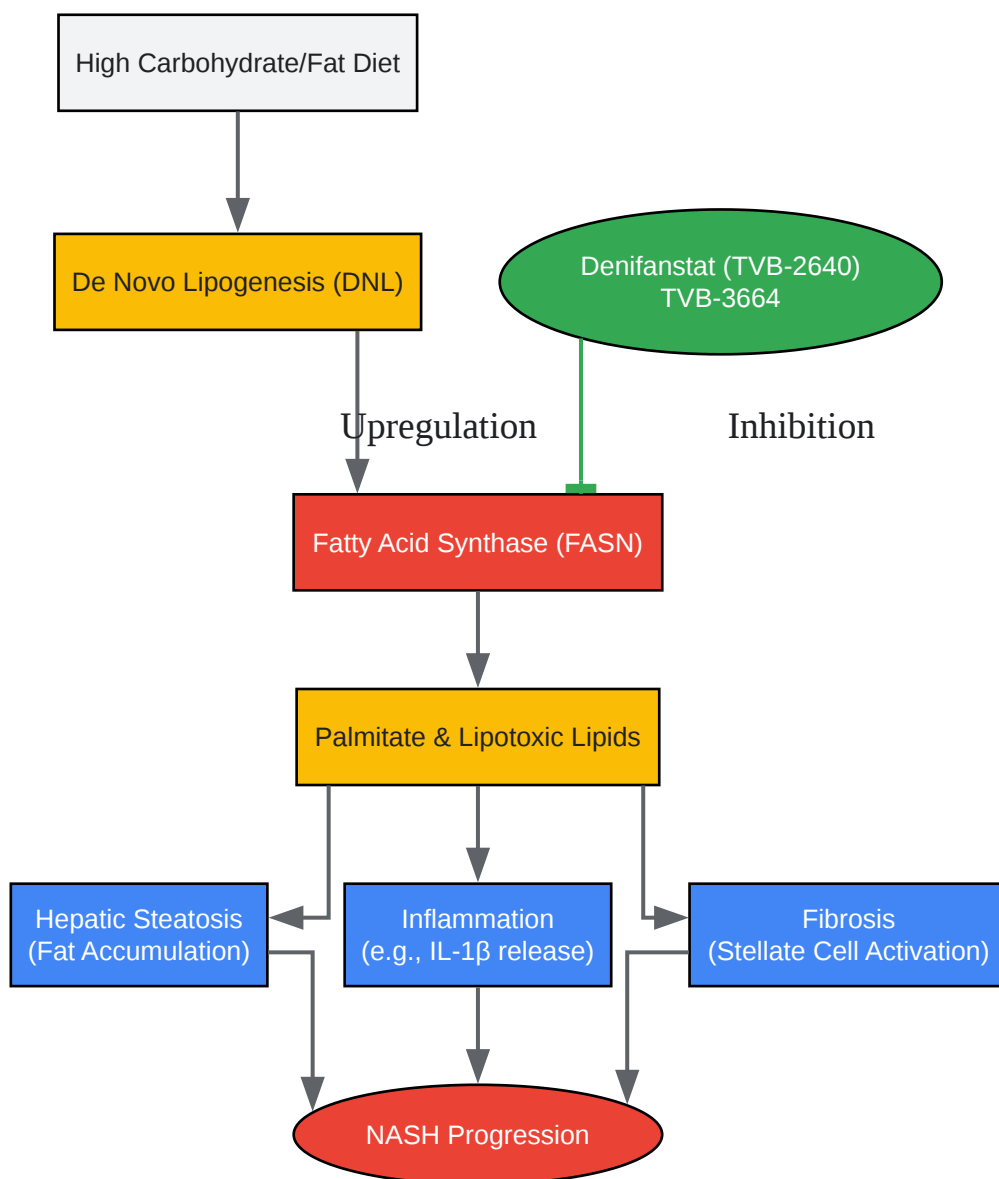 High Carbohydrate/Fat Diet
De Novo Lipogenesis (DNL)
Denifanstat (TVB-2640)
TVB-3664
Upregulation
Inhibition
Fatty Acid Synthase (FASN)
Palmitate & Lipotoxic Lipids
Hepatic Steatosis
(Fat Accumulation)
Inflammation
(e.g., IL-1β release)
Fibrosis
(Stellate Cell Activation)
NASH Progression